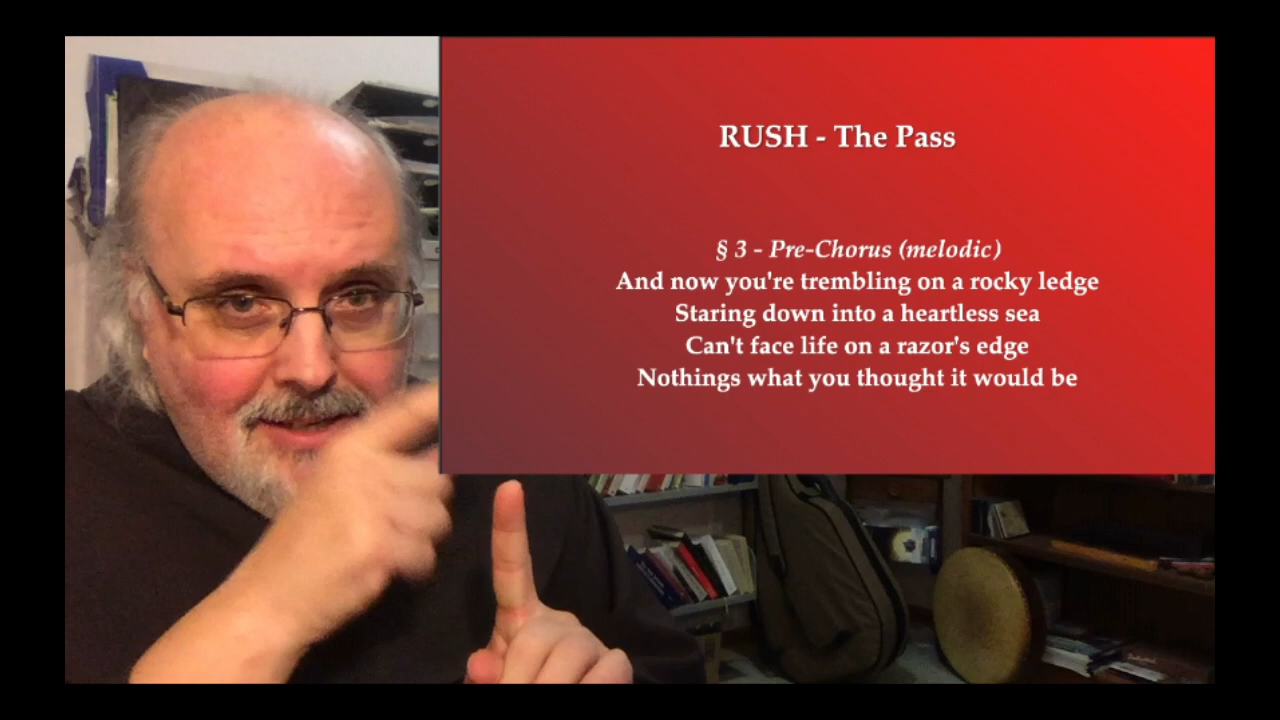 RUSH - The Pass
§ 3 - Pre-Chorus (melodic)
And now you're trembling on a rocky ledge
Staring down into a heartless sea
Can't face life on a razor's edge
Nothings what you thought it would be